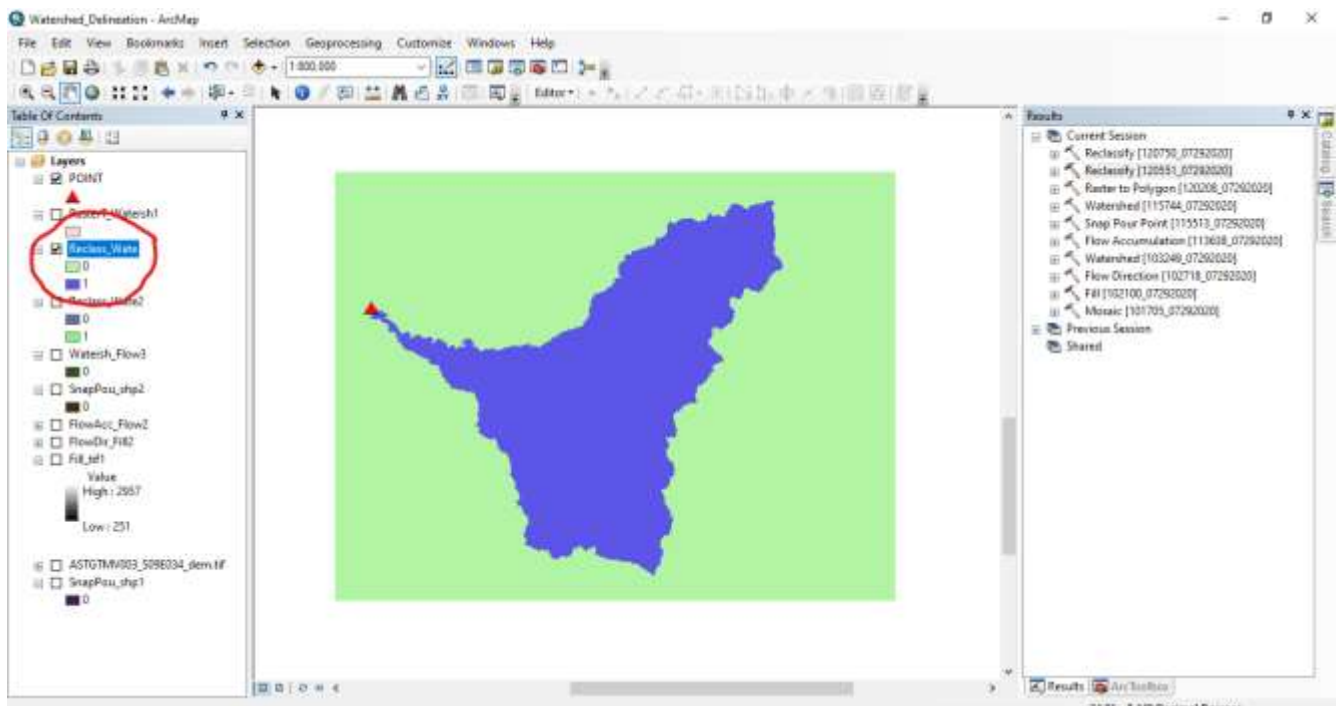 Watershed_Delineation - ArcMap
File Edit View Bookmarks Insert Selection Geoprocessing Customize Windows Help
1:800,000
Editor
Table Of Contents
Layers
POINT
RasterT_Watersh1
Reclass_Wate
0
1
Reclass_Wate2
0
1
Watersh_Flow3
0
SnapPou_shp2
0
FlowAcc_Flow2
FlowDir_Fill2
Fill_tif1
Value
High : 2957
Low : 251
ASTGTMV003_S09E034_dem.tif
SnapPou_shp1
0
Results
Current Session
Reclassify [120750_07292020]
Reclassify [120551_07292020]
Raster to Polygon [120208_07292020]
Watershed [115744_07292020]
Snap Pour Point [115513_07292020]
Flow Accumulation [113638_07292020]
Watershed [103249_07292020]
Flow Direction [102718_07292020]
Fill [102100_07292020]
Mosaic [101705_07292020]
Previous Session
Shared
Catalog
Search
Results
ArcToolbox